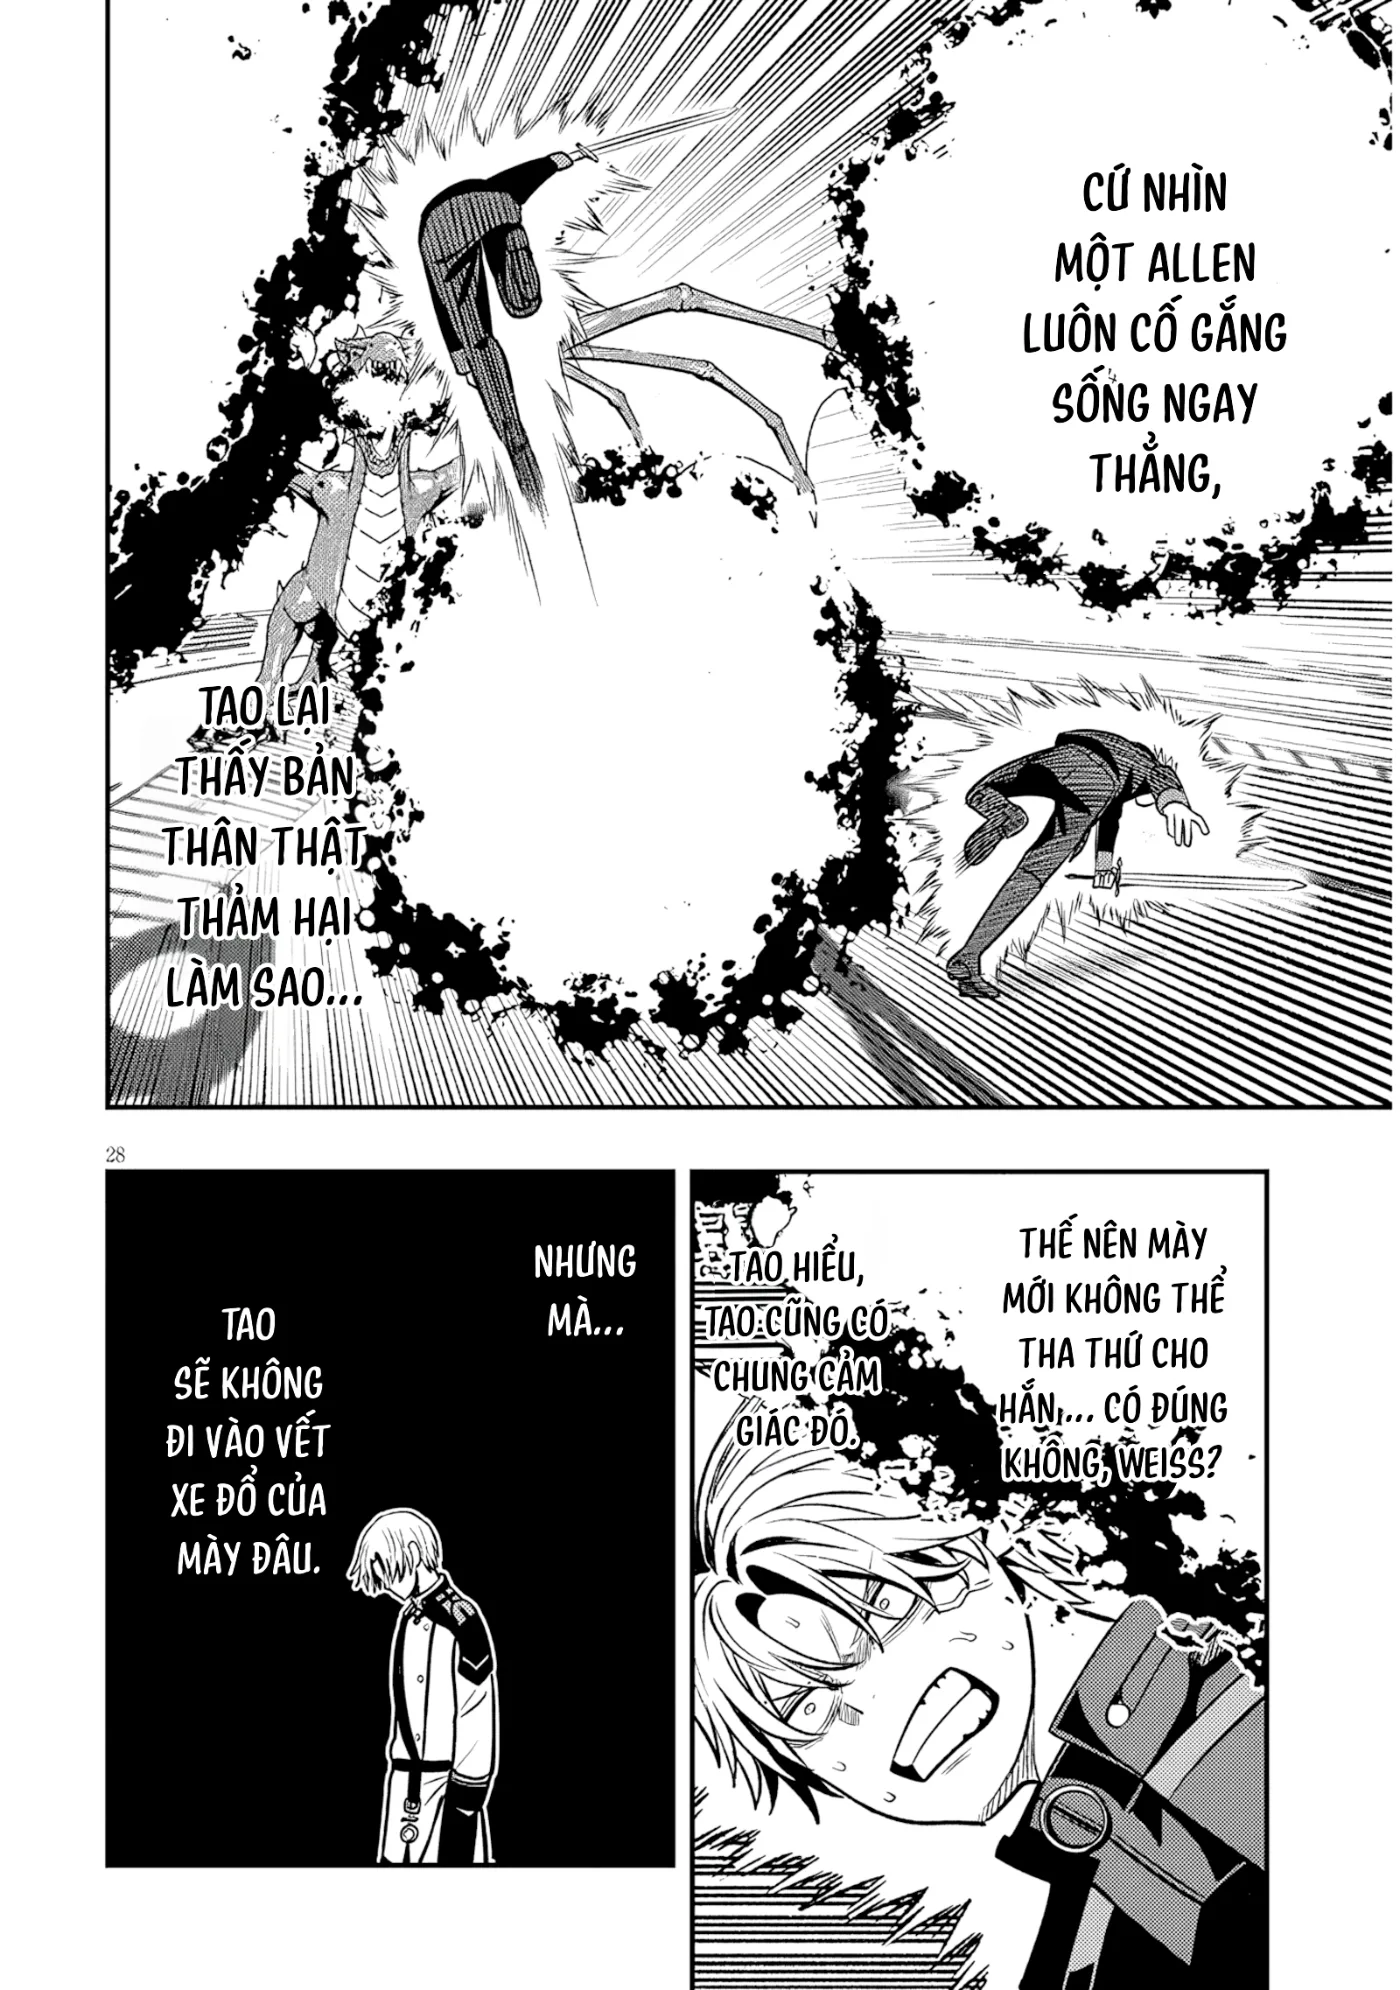 CỨ NHÌN
MỘT ALLEN
LUÔN CỐ GẮNG
SỐNG NGAY
THẲNG,
TAO LẠI
THẤY BẢN
THÂN THẬT
THẢM HẠI
LÀM SAO...
28
THẾ NÊN MÀY
MỚI KHÔNG THỂ
THA THỨ CHO
HẮN,... CÓ ĐÚNG
KHÔNG, WEISS?
TAO HIỂU,
TAO CŨNG CÓ
CHUNG CẢM
GIÁC ĐÓ.
NHƯNG
MÀ...
TAO
SẼ KHÔNG
ĐI VÀO VẾT
XE ĐỔ CỦA
MÀY ĐÂU.